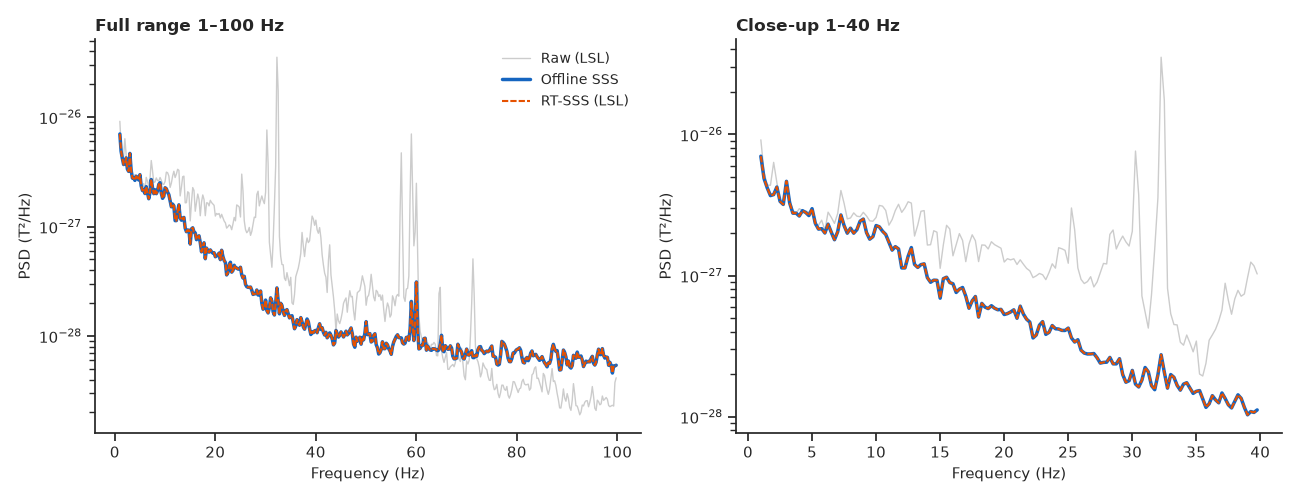 Full range 1–100 Hz
Raw (LSL)
Offline SSS
RT-SSS (LSL)
PSD (T²/Hz)
10⁻²⁶
10⁻²⁷
10⁻²⁸
0 20 40 60 80 100
Frequency (Hz)
Close-up 1–40 Hz
PSD (T²/Hz)
10⁻²⁶
10⁻²⁷
10⁻²⁸
0 5 10 15 20 25 30 35 40
Frequency (Hz)